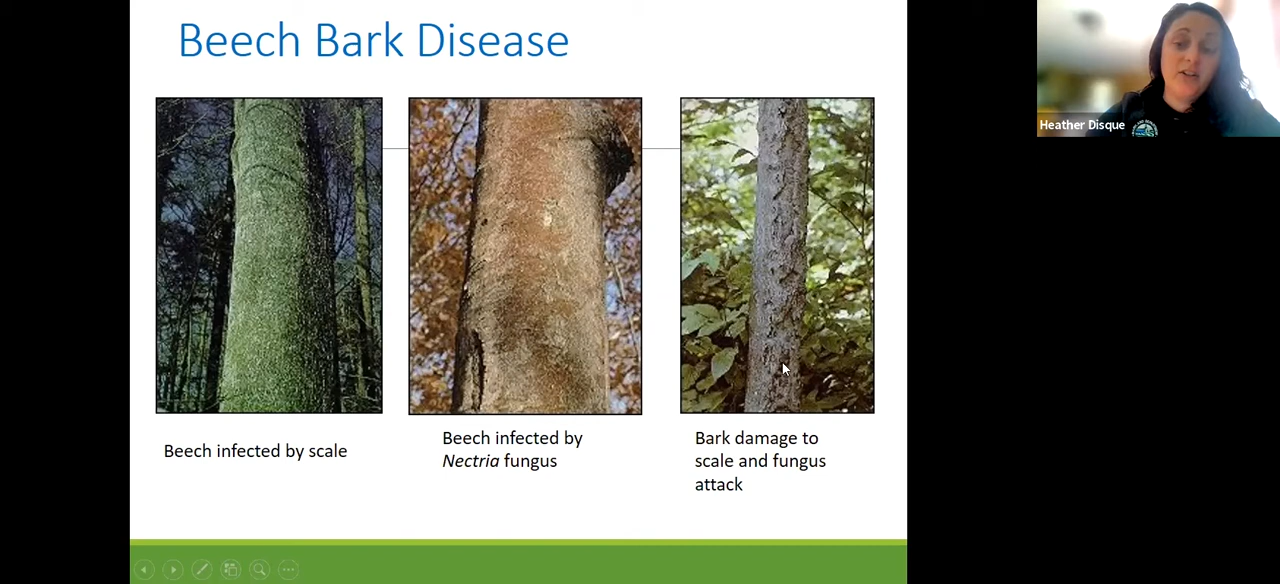 Beech Bark Disease
Heather Disque
Beech infected by scale
Beech infected by
Nectria fungus
Bark damage to
scale and fungus
attack